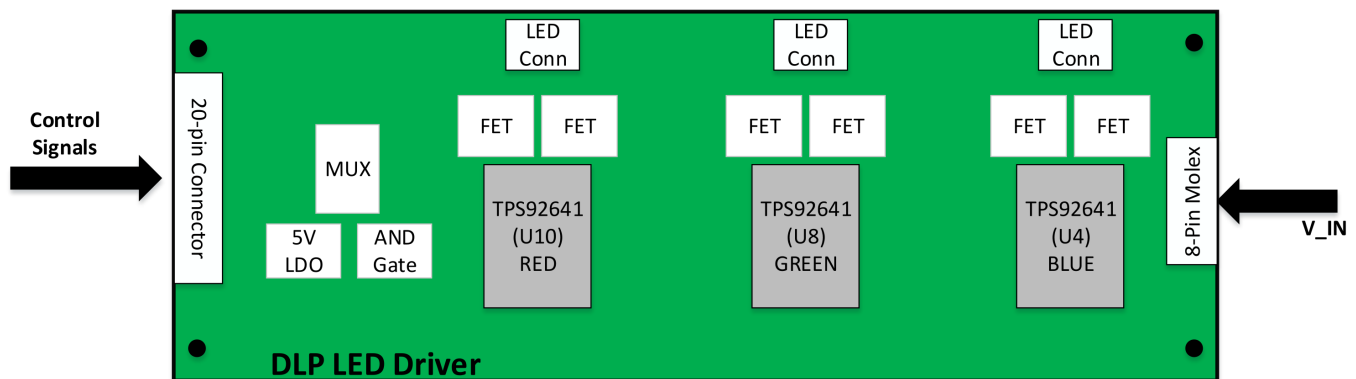 Control
Signals
20-pin Connector
MUX
5V
LDO
AND
Gate
LED
Conn
FET
FET
TPS92641
(U10)
RED
LED
Conn
FET
FET
TPS92641
(U8)
GREEN
LED
Conn
FET
FET
TPS92641
(U4)
BLUE
8-Pin Molex
V_IN
DLP LED Driver